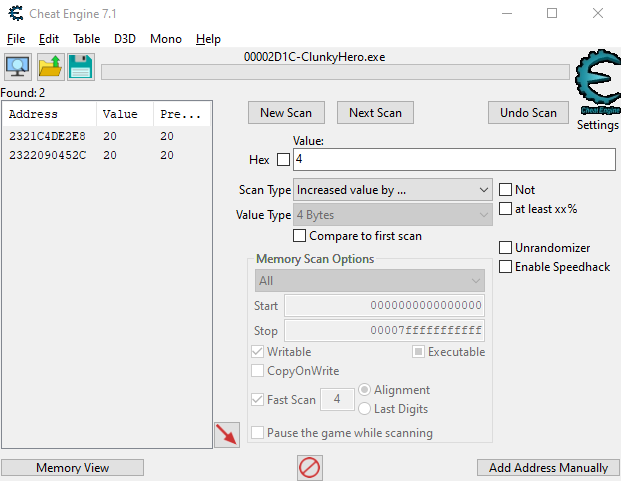 Cheat Engine 7.1
File Edit Table D3D Mono Help
00002D1C-ClunkyHero.exe
Found: 2
Address Value Pre...
2321C4DE2E8 20 20
2322090452C 20 20
New Scan Next Scan Undo Scan
Cheat Engine
Settings
Value:
Hex 4
Scan Type Increased value by ... Not
Value Type 4 Bytes at least xx%
Compare to first scan
Memory Scan Options
Unrandomizer
All
Enable Speedhack
Start 0000000000000000
Stop 00007fffffffffff
Writable Executable
CopyOnWrite
Fast Scan 4 Alignment
Last Digits
Pause the game while scanning
Memory View Add Address Manually